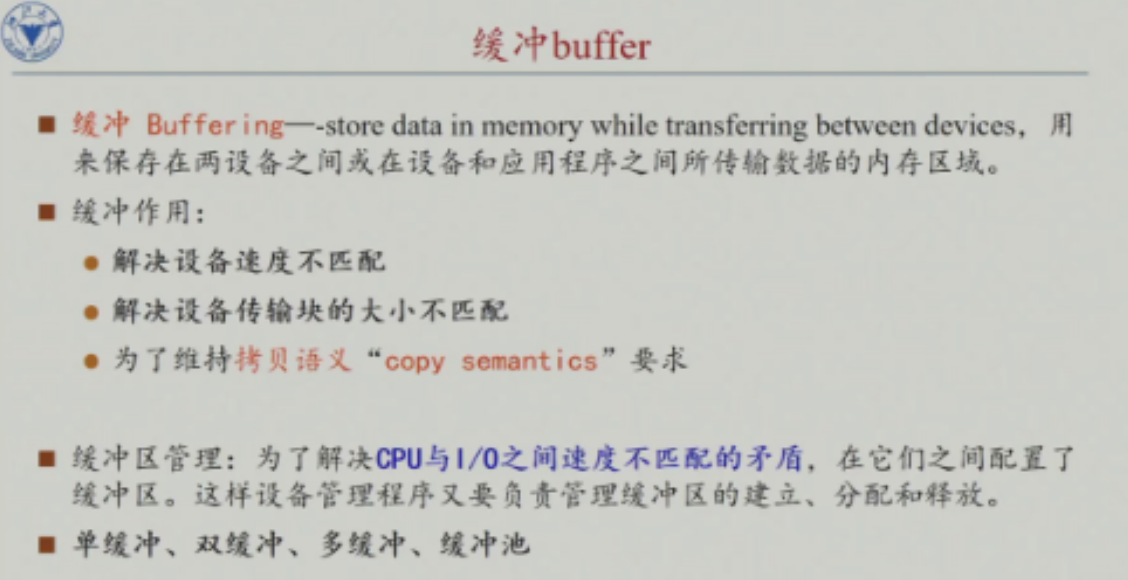 缓冲buffer
■ 缓冲 Buffering—-store data in memory while transferring between devices, 用
来保存在两设备之间或在设备和应用程序之间所传输数据的内存区域。
■ 缓冲作用:
● 解决设备速度不匹配
● 解决设备传输块的大小不匹配
● 为了维持拷贝语义“copy semantics”要求
■ 缓冲区管理: 为了解决CPU与I/O之间速度不匹配的矛盾, 在它们之间配置了
缓冲区。这样设备管理程序又要负责管理缓冲区的建立、分配和释放。
■ 单缓冲、双缓冲、多缓冲、缓冲池